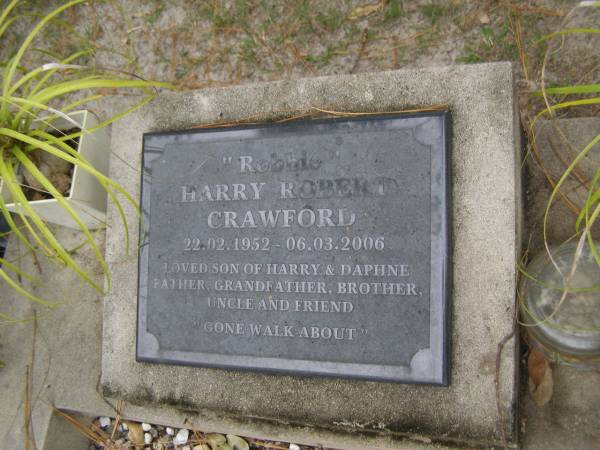 "Robbie"
HARRY ROBERT
CRAWFORD
22.02.1952 - 06.03.2006
LOVED SON OF HARRY & DAPHNE
FATHER, GRANDFATHER, BROTHER,
UNCLE AND FRIEND
"GONE WALK-ABOUT"